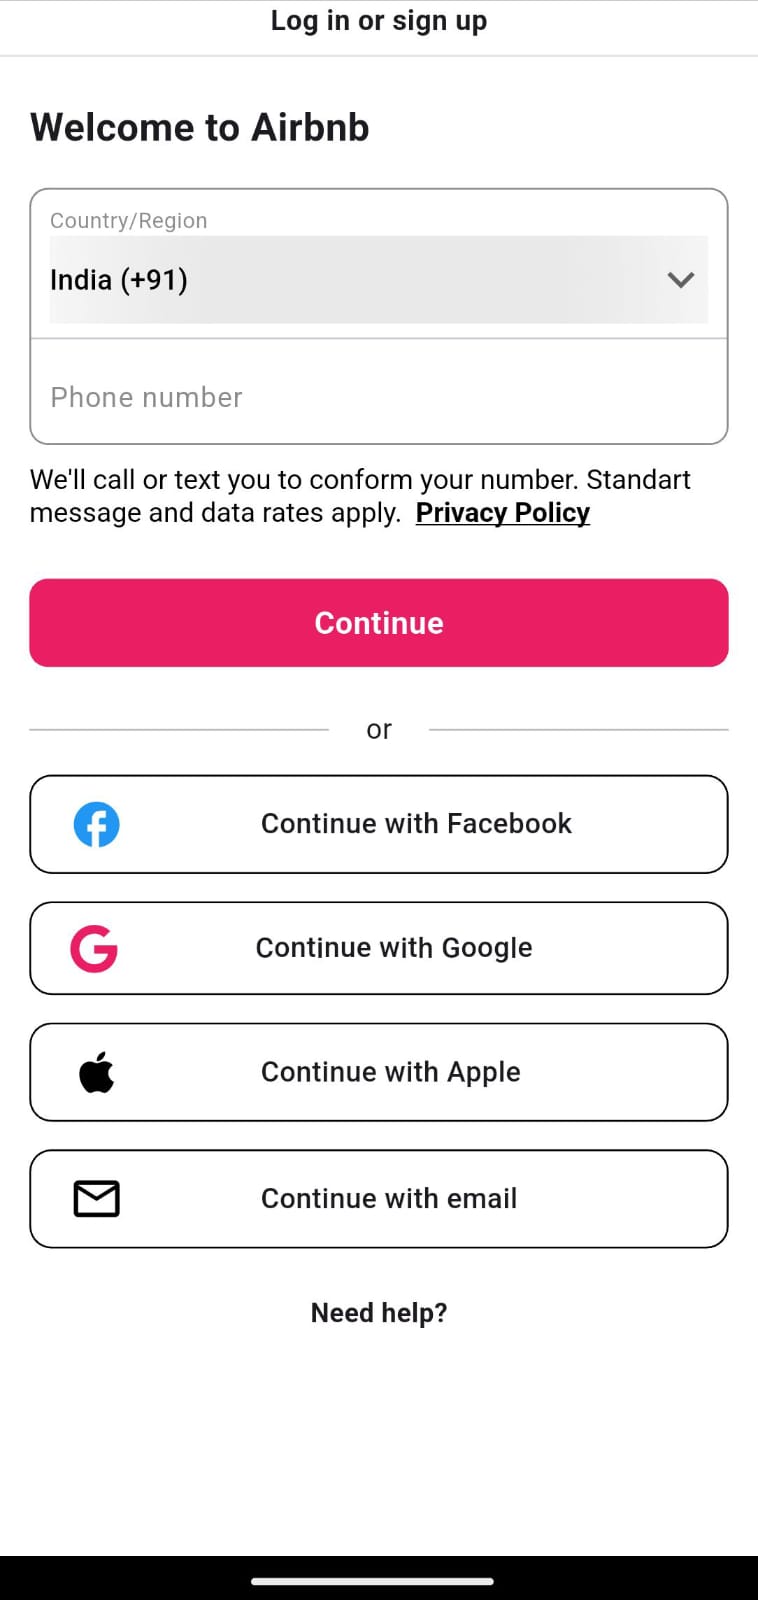 Log in or sign up
Welcome to Airbnb
Country/Region
India (+91)
Phone number
We'll call or text you to conform your number. Standart
message and data rates apply. Privacy Policy
Continue
or
Continue with Facebook
Continue with Google
Continue with Apple
Continue with email
Need help?